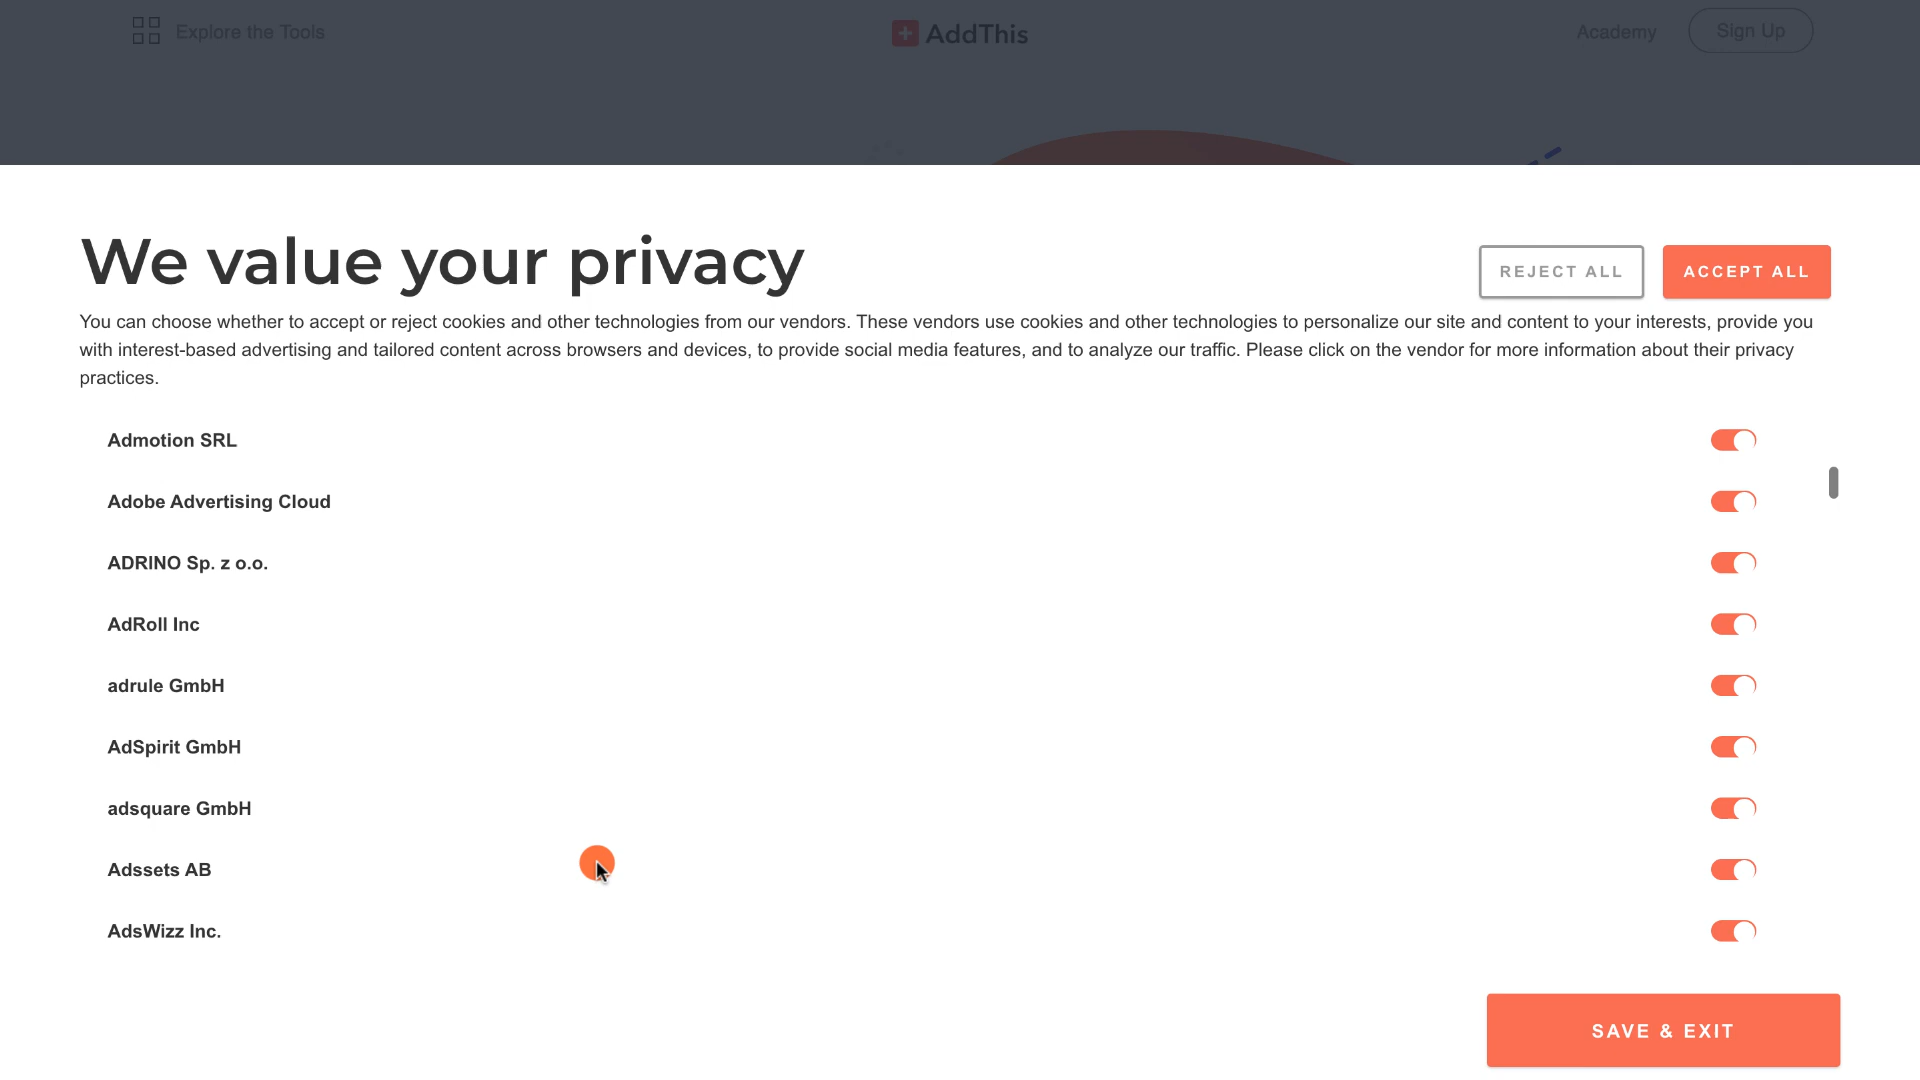 Explore the Tools
AddThis
Academy
Sign Up
We value your privacy
REJECT ALL
ACCEPT ALL
You can choose whether to accept or reject cookies and other technologies from our vendors. These vendors use cookies and other technologies to personalize our site and content to your interests, provide you
with interest-based advertising and tailored content across browsers and devices, to provide social media features, and to analyze our traffic. Please click on the vendor for more information about their privacy
practices.
Admotion SRL
Adobe Advertising Cloud
ADRINO Sp. z o.o.
AdRoll Inc
adrule GmbH
AdSpirit GmbH
adsquare GmbH
Adssets AB
AdsWizz Inc.
SAVE & EXIT